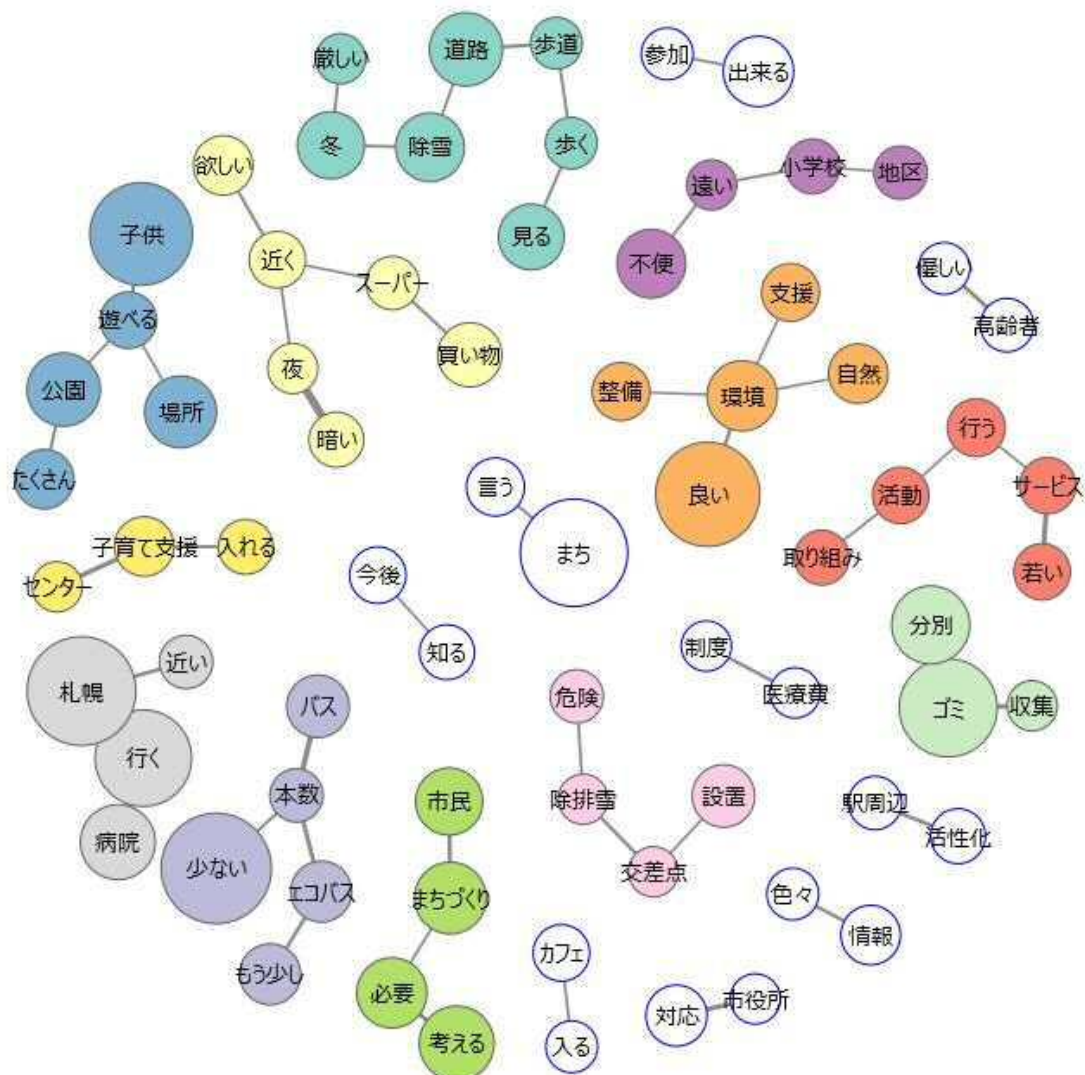 厳しい
道路
歩道
参加
出来る
冬
除雪
歩く
見る
欲しい
近く
スーパー
買い物
夜
暗い
遠い
小学校
地区
不便
子供
遊べる
公園
場所
たくさん
支援
整備
環境
自然
良い
優しい
高齢者
行う
活動
サービス
取り組み
若い
言う
まち
子育て支援
入れる
センター
今後
知る
制度
医療費
分別
ゴミ
収集
札幌
近い
行く
病院
バス
本数
少ない
エコバス
もう少し
市民
まちづくり
必要
考える
危険
除排雪
設置
交差点
駅周辺
活性化
色々
情報
カフェ
入る
対応
市役所